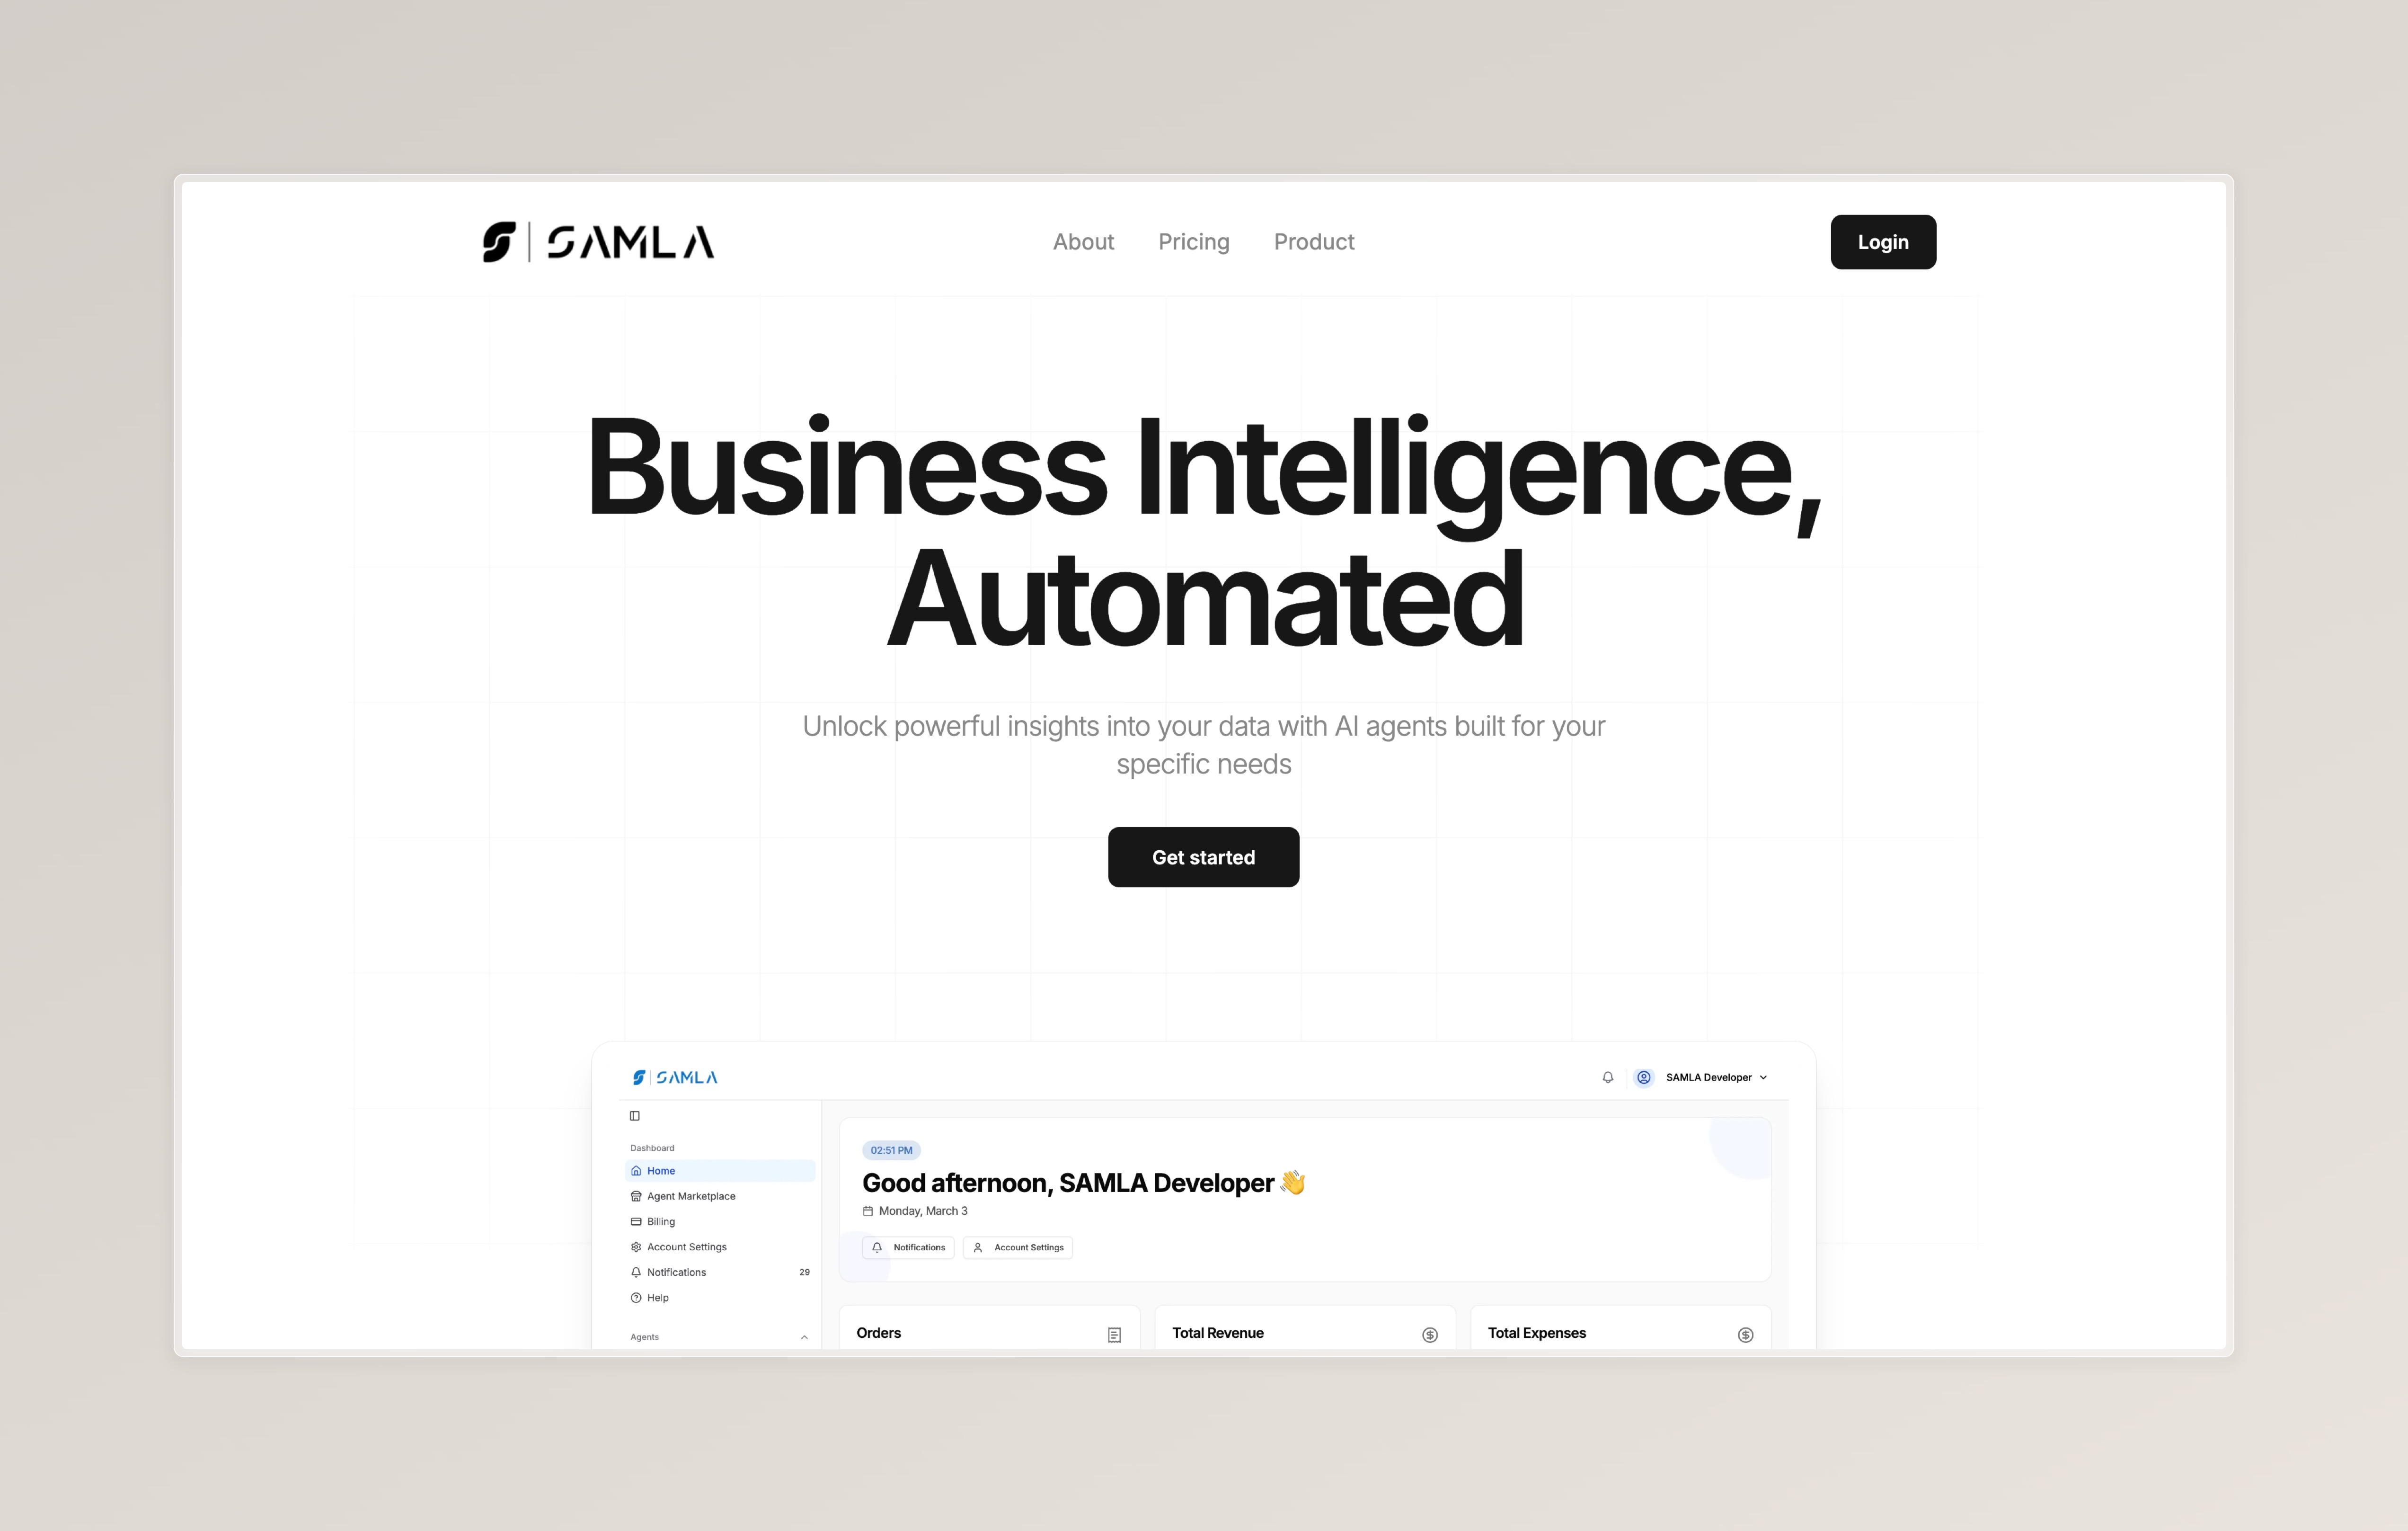 SAMLA
About
Pricing
Product
Login
Business Intelligence,
Automated
Unlock powerful insights into your data with AI agents built for your
specific needs
Get started
SAMLA
SAMLA Developer
Dashboard
Home
Agent Marketplace
Billing
Account Settings
Notifications 29
Help
Agents
02:51 PM
Good afternoon, SAMLA Developer 👋
Monday, March 3
Notifications
Account Settings
Orders
Total Revenue
Total Expenses